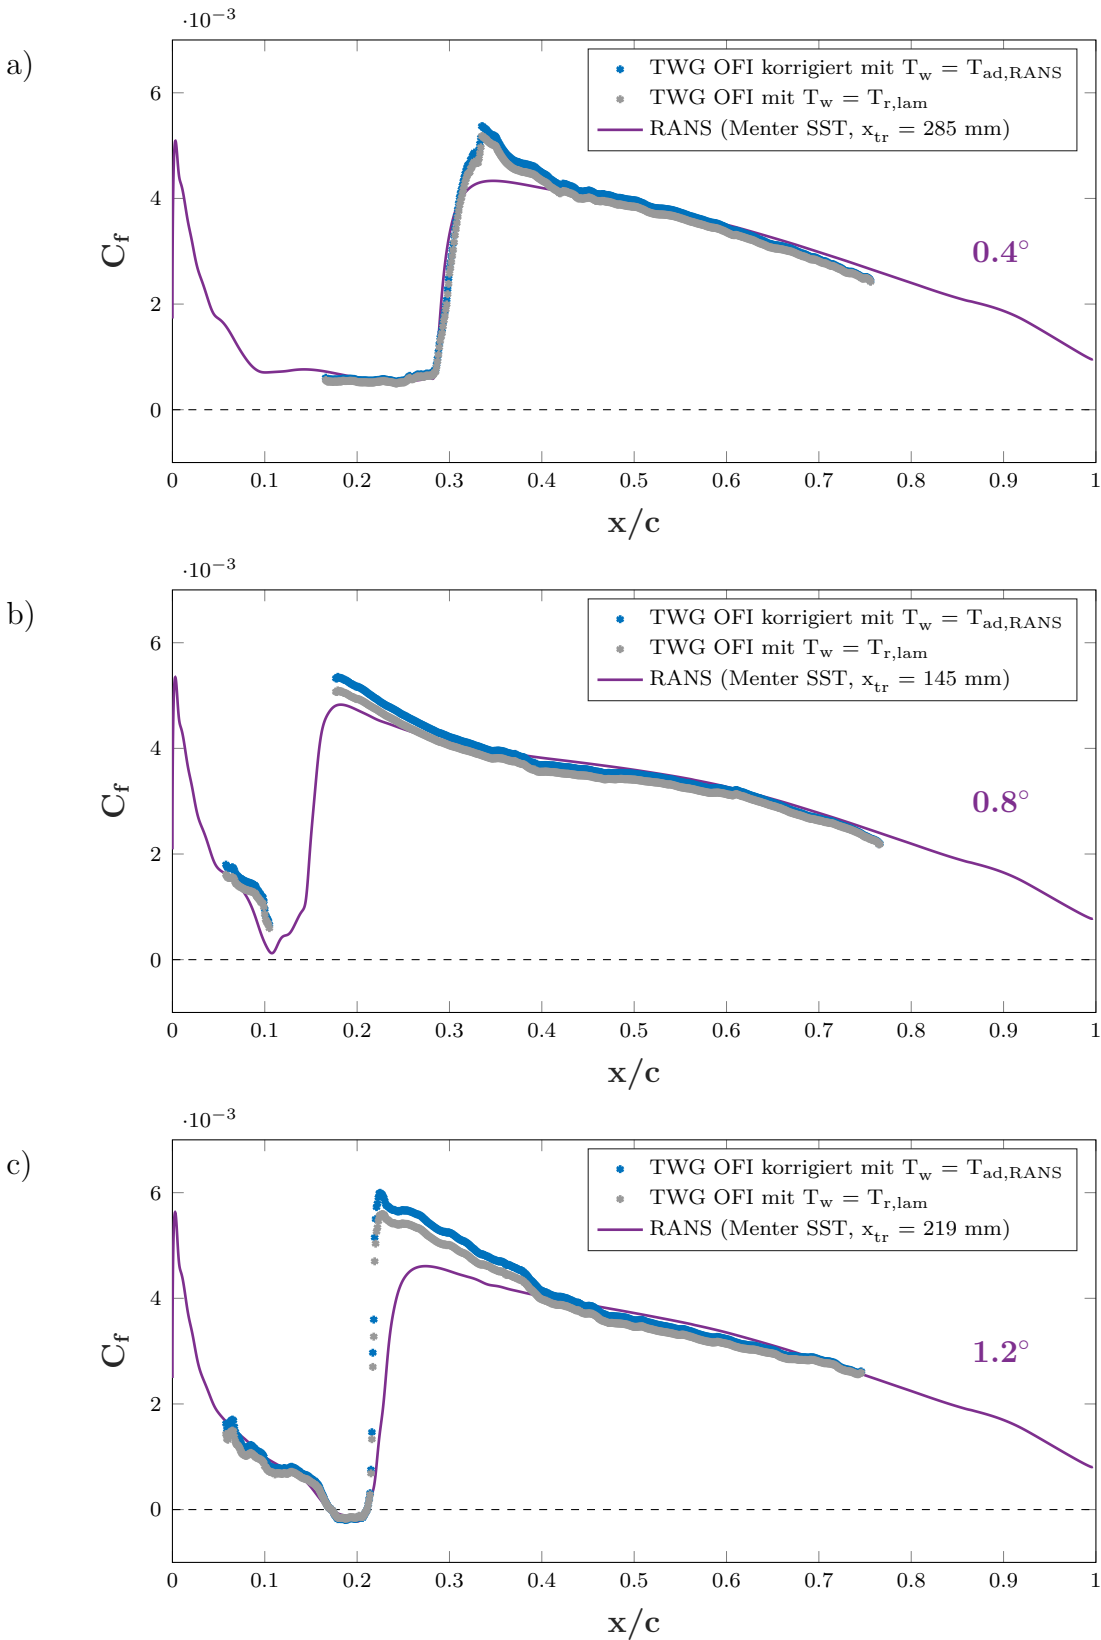 a)
·10⁻³
6
4
2
0
C_f
TWG OFI korrigiert mit T_w = T_ad,RANS
TWG OFI mit T_w = T_r,lam
RANS (Menter SST, x_tr = 285 mm)
0.4°
0 0.1 0.2 0.3 0.4 0.5 0.6 0.7 0.8 0.9 1
x/c
b)
·10⁻³
6
4
2
0
C_f
TWG OFI korrigiert mit T_w = T_ad,RANS
TWG OFI mit T_w = T_r,lam
RANS (Menter SST, x_tr = 145 mm)
0.8°
0 0.1 0.2 0.3 0.4 0.5 0.6 0.7 0.8 0.9 1
x/c
c)
·10⁻³
6
4
2
0
C_f
TWG OFI korrigiert mit T_w = T_ad,RANS
TWG OFI mit T_w = T_r,lam
RANS (Menter SST, x_tr = 219 mm)
1.2°
0 0.1 0.2 0.3 0.4 0.5 0.6 0.7 0.8 0.9 1
x/c